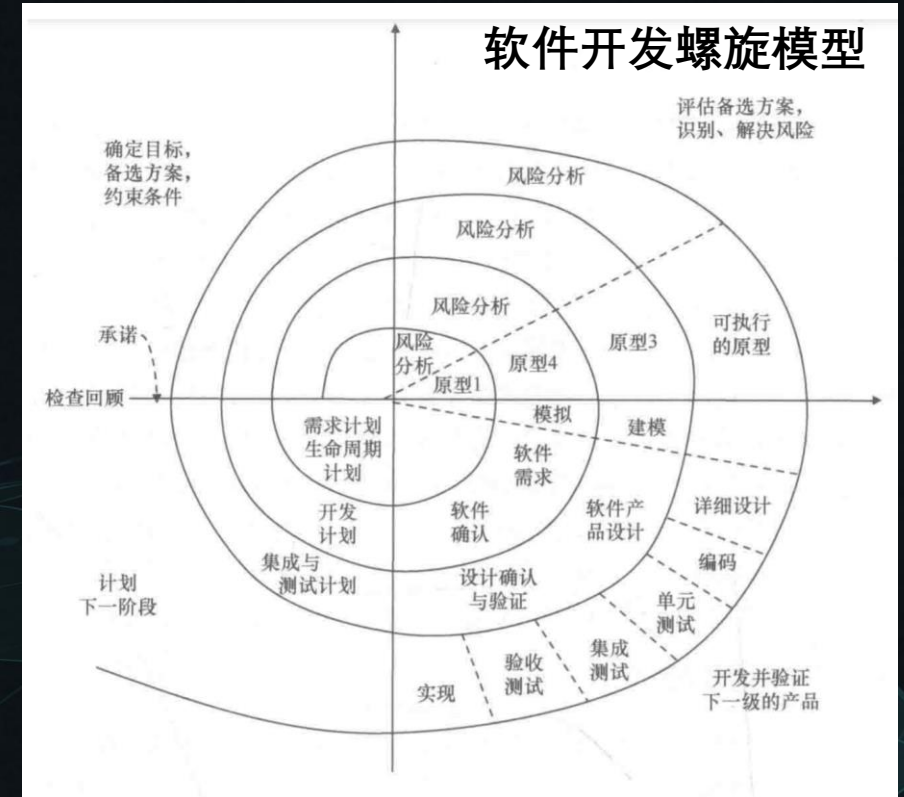 软件开发螺旋模型
评估备选方案,
识别、解决风险
确定目标,
备选方案,
约束条件
风险分析
风险分析
风险分析
风险
分析
原型1
原型4
原型3
可执行
的原型
承诺
检查回顾
模拟
建模
需求计划
生命周期
计划
软件
需求
软件产
品设计
详细设计
开发
计划
软件
确认
编码
集成与
测试计划
设计确认
与验证
单元
测试
计划
下一阶段
实现
验收
测试
集成
测试
开发并验证
下一级的产品